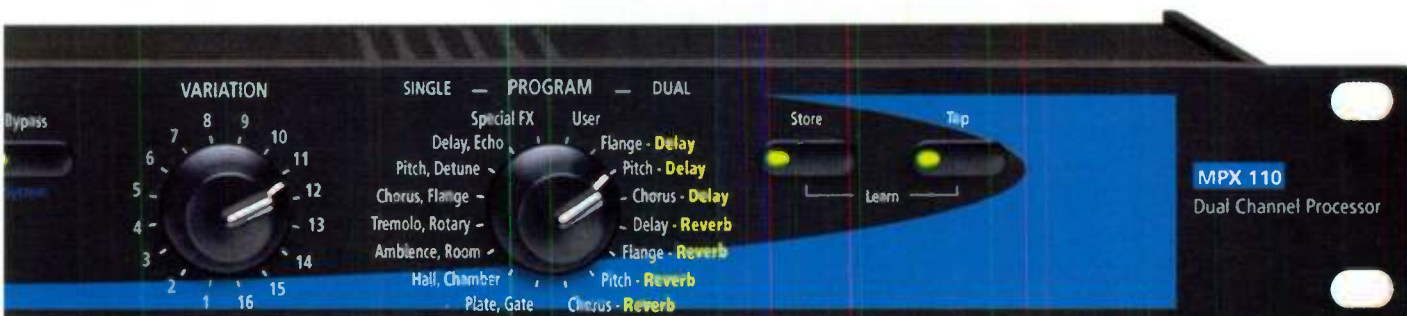 VARIATION
SINGLE — PROGRAM — DUAL
Bypass
Special FX
User
Store
Tap
8
9
7
10
Delay, Echo
Flange - Delay
6
11
Pitch, Detune
Pitch - Delay
System
5
12
Chorus, Flange
Chorus - Delay
Learn
MPX 110
Dual Channel Processor
4
13
Tremolo, Rotary
Delay - Reverb
3
14
Ambience, Room
Flange - Reverb
2
15
Hall, Chamber
Pitch - Reverb
1
16
Plate, Gate
Chorus - Reverb